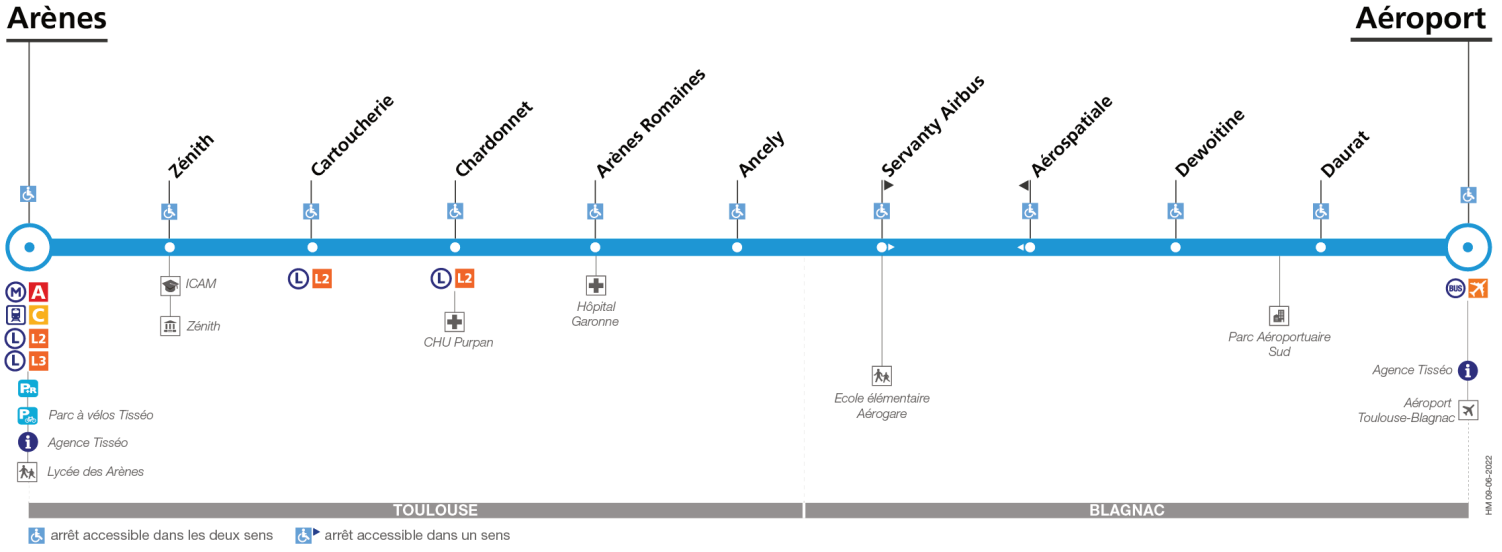 Arènes
Aéroport
Zénith
Cartoucherie
Chardonnet
Arènes Romaines
Ancely
Servanty Airbus
Aérospatiale
Dewoitine
Daurat
M A
C
L L2
L L3
P+R
P
Parc à vélos Tisséo
i
Agence Tisséo
Lycée des Arènes
ICAM
Zénith
L L2
L L2
CHU Purpan
Hôpital
Garonne
Ecole élémentaire
Aérogare
Parc Aéroportuaire
Sud
BUS
Agence Tisséo
i
Aéroport
Toulouse-Blagnac
HM 09-06-2022
TOULOUSE
BLAGNAC
arrêt accessible dans les deux sens
arrêt accessible dans un sens